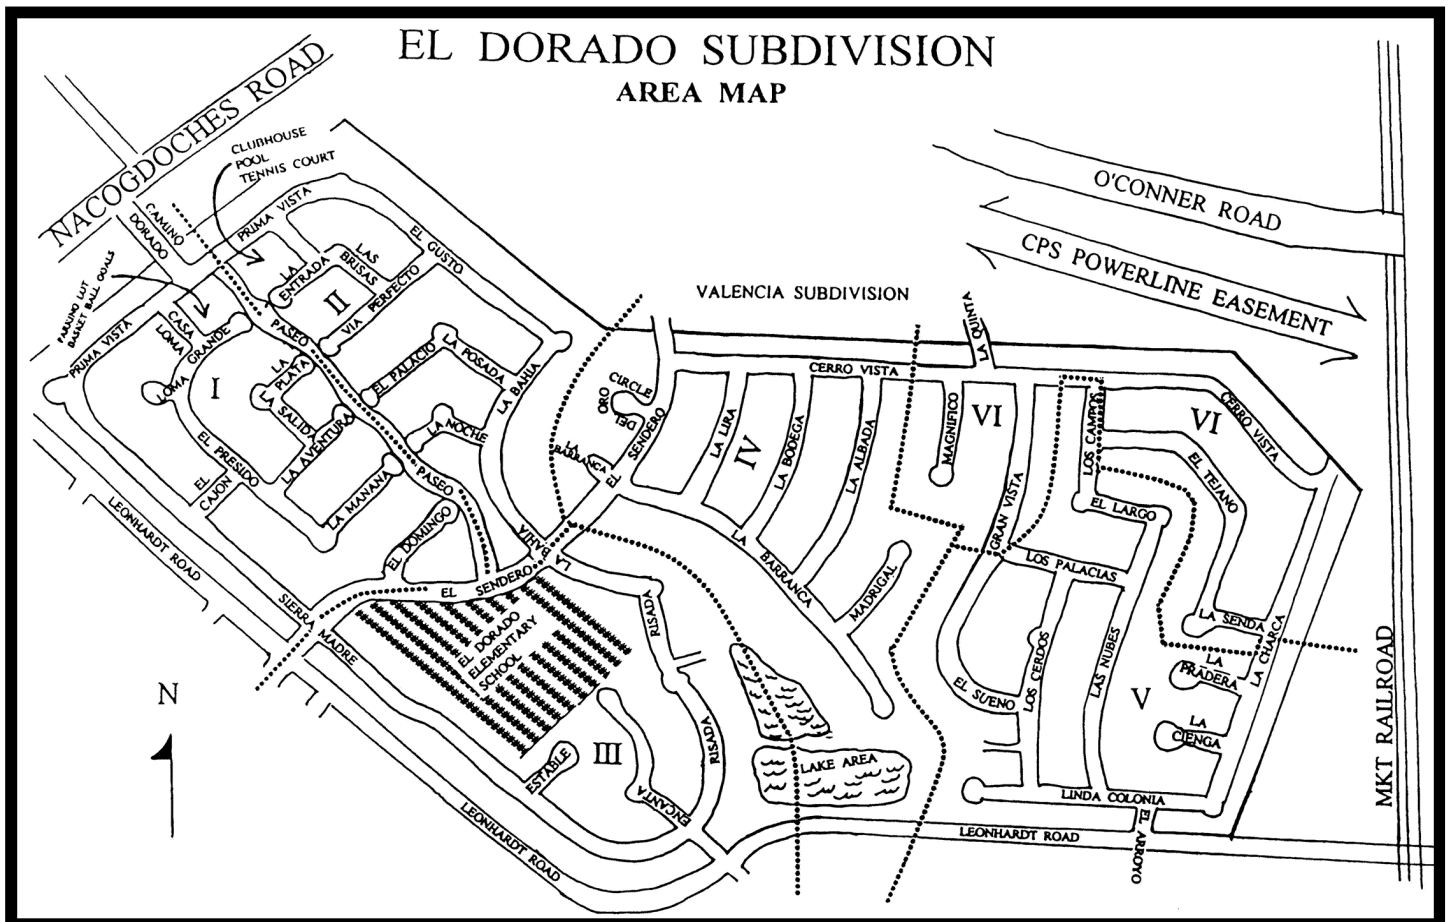 EL DORADO SUBDIVISION
AREA MAP
NACOGDOCHES ROAD
CLUBHOUSE
POOL
TENNIS COURT
CAMINO
DORADO
PRIMA VISTA
PARKING LOT
BASKET BALL GOALS
LA
ENTRADA
LAS
BRISAS
EL GUSTO
II
VIA PERFECTO
PASEO
CASA
LOMA
LOMA GRANDE
PRIMA VISTA
I
LA
PLATA
LA SALIDA
LA AVENTURA
EL PALACIO
LA POSADA
LA BAHIA
LA NOCHE
EL PRESIDO
EL
CAJON
LA MANANA
PASEO
EL DOMINGO
LEONHARDT ROAD
SIERRA
MADRE
EL SENDERO
LA
BAHIA
EL DORADO
ELEMENTARY
SCHOOL
RISADA
RISADA
III
ESTABLE
ENCANTA
LEONHARDT ROAD
N
VALENCIA SUBDIVISION
O'CONNER ROAD
CPS POWERLINE EASEMENT
MKT RAILROAD
LA QUINTA
CERRO VISTA
CIRCLE
DEL ORO
EL SENDERO
LA
BARRANCA
LA LIRA
IV
LA BODEGA
LA ALBADA
LA BARRANCA
MADRIGAL
MAGNIFICO
VI
GRAN VISTA
LOS CAMPOS
VI
CERRO VISTA
EL TEJANO
EL LARGO
LOS PALACIAS
LA SENDA
LA CHARCA
LA
PRADERA
LA
CIENGA
V
LAS NUBES
LOS CERDOS
EL SUENO
LAKE AREA
LINDA COLONIA
EL ARROYO
LEONHARDT ROAD